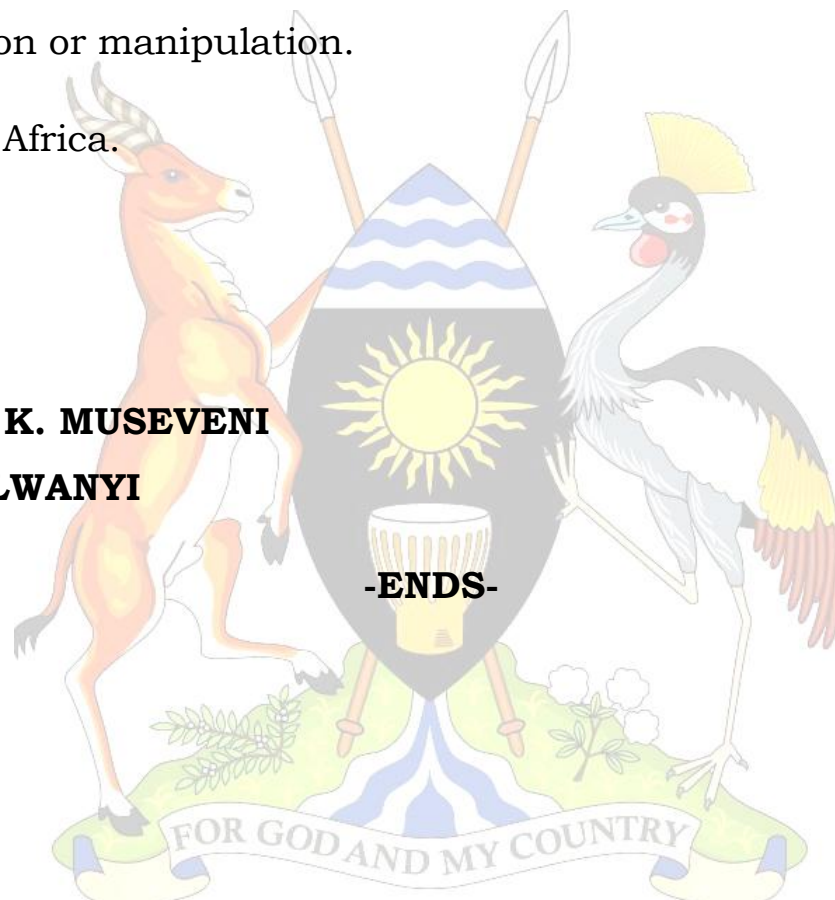 on or manipulation.
Africa.
K. MUSEVENI
LWANYI
-ENDS-
FOR GOD AND MY COUNTRY